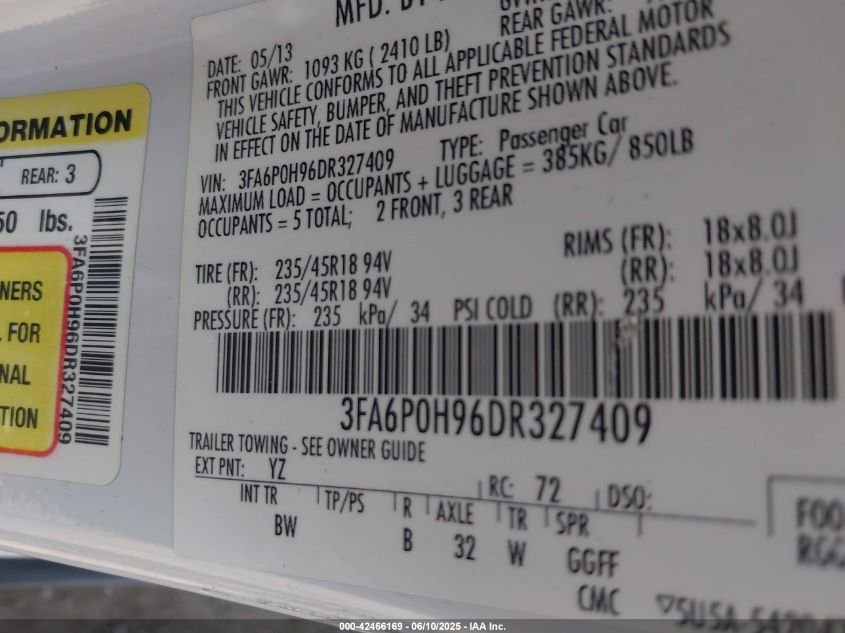 ORMATION
REAR: 3
50 lbs.
NERS
FOR
NAL
TION
3FA6P0H96DR327409
MFD. BY
REAR GAWR:
DATE: 05/13
FRONT GAWR: 1093 KG ( 2410 LB)
THIS VEHICLE CONFORMS TO ALL APPLICABLE FEDERAL MOTOR
VEHICLE SAFETY, BUMPER, AND THEFT PREVENTION STANDARDS
IN EFFECT ON THE DATE OF MANUFACTURE SHOWN ABOVE.
VIN: 3FA6P0H96DR327409 TYPE: Passenger Car
MAXIMUM LOAD = OCCUPANTS + LUGGAGE = 385KG/ 850LB
OCCUPANTS = 5 TOTAL; 2 FRONT, 3 REAR
RIMS (FR): 18x8.0J
TIRE (FR): 235/45R18 94V (RR): 18x8.0J
(RR): 235/45R18 94V
PRESSURE (FR): 235 kPa/ 34 PSI COLD (RR): 235 kPa/ 34
3FA6P0H96DR327409
TRAILER TOWING - SEE OWNER GUIDE
EXT PNT: YZ RC: 72 DSO:
INT TR TP/PS R AXLE TR SPR
BW B 32 W GGFF
CMC
000-42466169 | 06/10/2025 - IAA Inc.